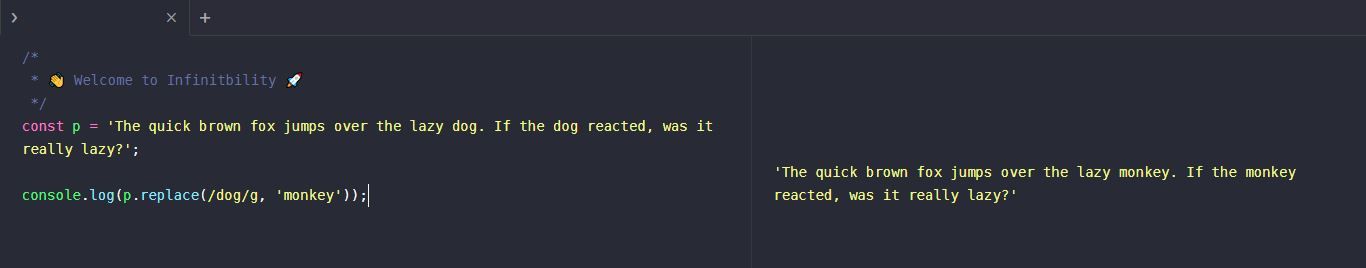 /*
 * 👋 Welcome to Infinitbility 🚀
 */
const p = 'The quick brown fox jumps over the lazy dog. If the dog reacted, was it
really lazy?';
console.log(p.replace(/dog/g, 'monkey'));
'The quick brown fox jumps over the lazy monkey. If the monkey
reacted, was it really lazy?'